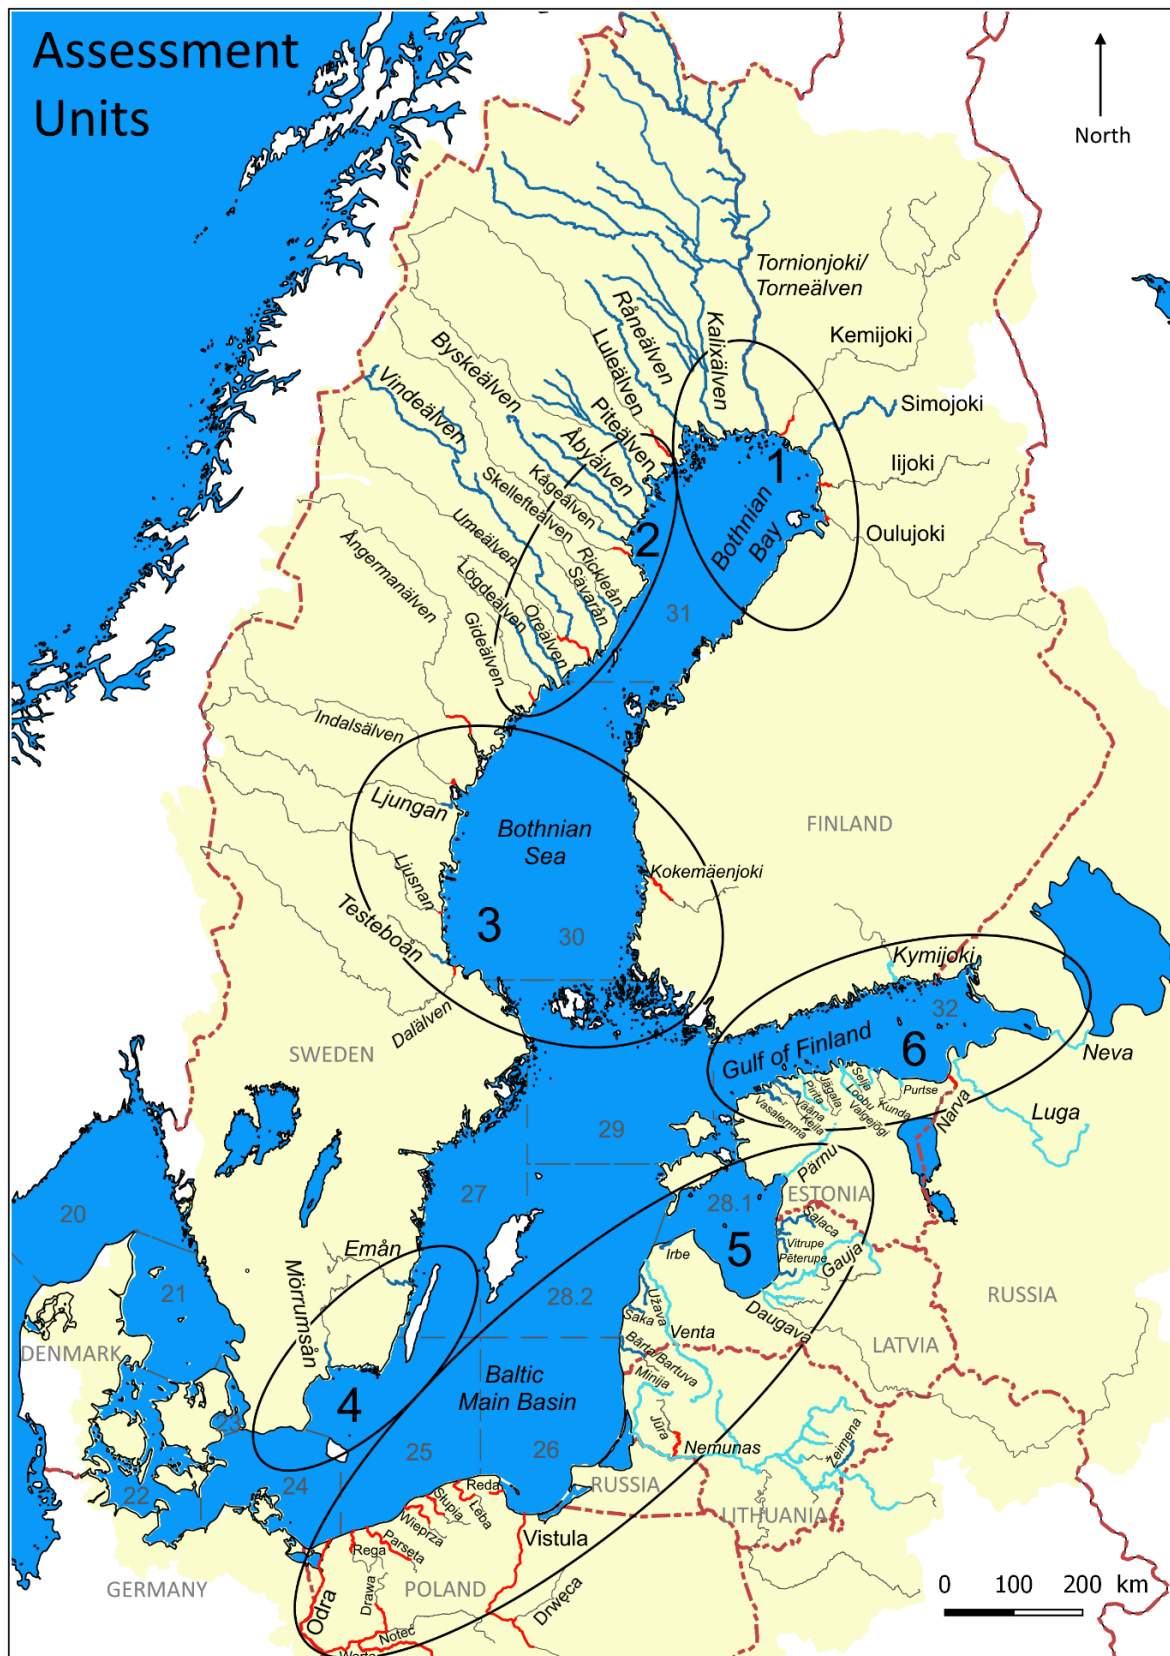 Assessment
Units
North
Tornionjoki/
Torneälven
Kalixälven
Råneälven
Luleälven
Kemijoki
Byskeälven
Vindelälven
Piteälven
Simojoki
Åbyälven
1
Iijoki
Kågeälven
Skellefteälven
Bothnian
Bay
Oulujoki
2
Umeälven
Ångermanälven
Rickleån
Sävarån
Lögdeälven
Öreälven
Gideälven
31
Indalsälven
Ljungan
Bothnian
Sea
FINLAND
Ljusnan
Kokemäenjoki
Testeboån
3
30
Kymijoki
Dalälven
32
SWEDEN
Gulf of Finland
6
Neva
Selja
Jägala
Pirita
Loobu
Purtse
Vääna
Valgejõgi
Kunda
Keila
Vasalemma
Narva
Luga
29
Pärnu
27
28.1
ESTONIA
20
Salaca
5
Emån
Irbe
Vitrupe
Pēterupe
Gauja
Mörrumsån
21
28.2
Užava
RUSSIA
Saka
Daugava
Venta
DENMARK
Bārta/Bartuva
LATVIA
Minija
Baltic
Main Basin
4
23
Jūra
25
26
Nemunas
Žeimena
24
22
Reda
RUSSIA
Łeba
Słupia
LITHUANIA
Wieprza
Parsęta
Vistula
Rega
GERMANY
Odra
Drawa
POLAND
Drwęca
Noteć
Warta
0 100 200 km